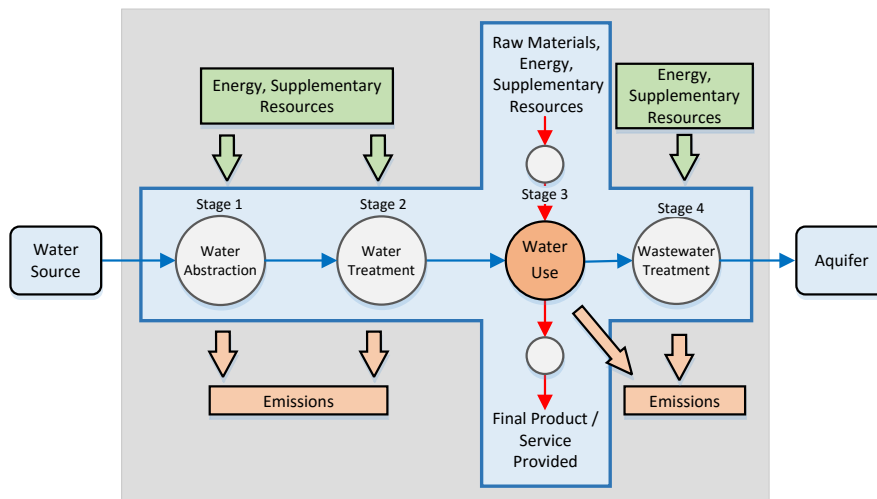 Raw Materials,
Energy,
Supplementary
Resources
Energy, Supplementary
Resources
Energy,
Supplementary
Resources
Stage 1
Stage 2
Stage 3
Stage 4
Water
Source
Water
Abstraction
Water
Treatment
Water
Use
Wastewater
Treatment
Aquifer
Emissions
Emissions
Final Product /
Service
Provided